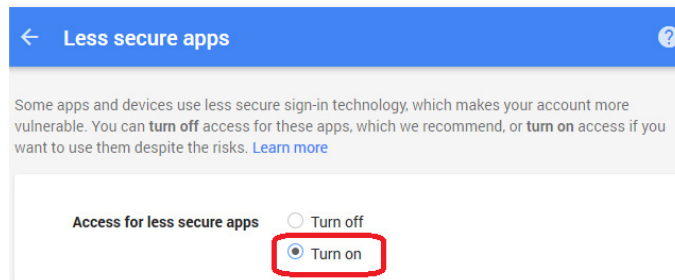 Less secure apps
Some apps and devices use less secure sign-in technology, which makes your account more
vulnerable. You can turn off access for these apps, which we recommend, or turn on access if you
want to use them despite the risks. Learn more
Access for less secure apps
Turn off
Turn on